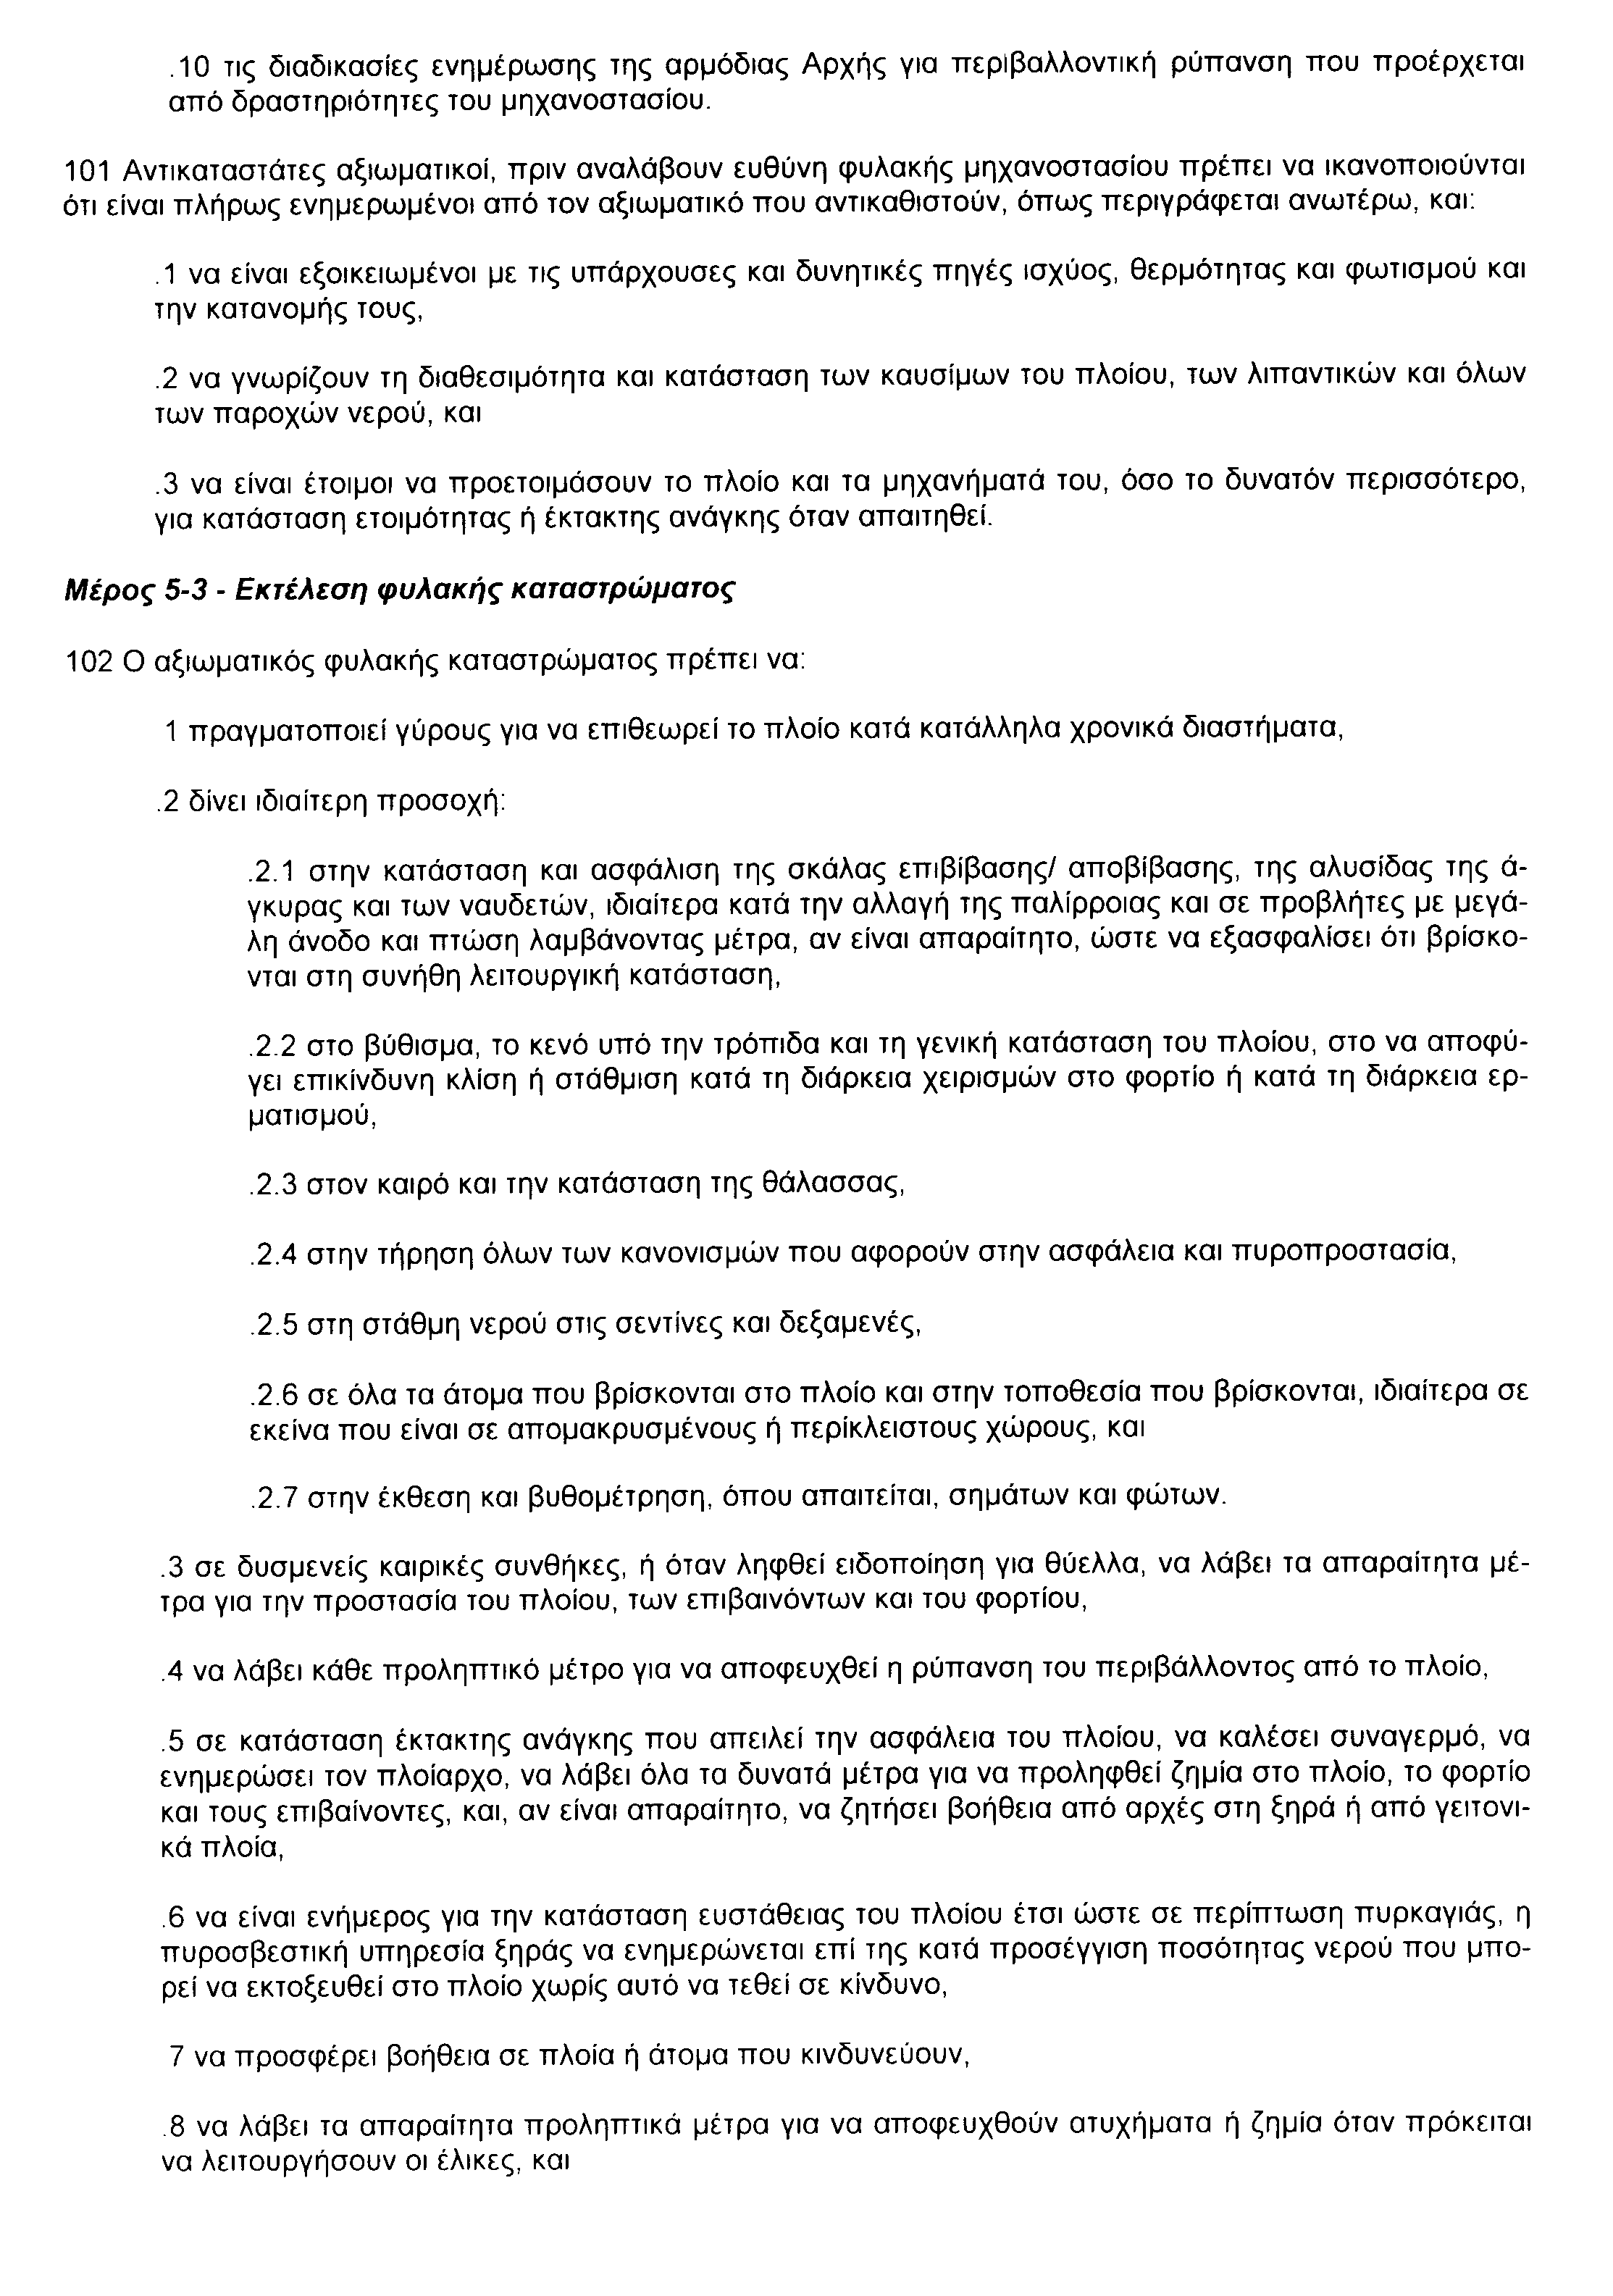 .10 τις διαδικασίες ενημέρωσης της αρμόδιας Αρχής για περιβαλλοντική ρύπανση που προέρχεται
από δραστηριότητες του μηχανοστασίου.
101 Αντικαταστάτες αξιωματικοί, πριν αναλάβουν ευθύνη φυλακής μηχανοστασίου πρέπει να ικανοποιούνται
ότι είναι πλήρως ενημερωμένοι από τον αξιωματικό που αντικαθιστούν, όπως περιγράφεται ανωτέρω, και:
.1 να είναι εξοικειωμένοι με τις υπάρχουσες και δυνητικές πηγές ισχύος, θερμότητας και φωτισμού και
την κατανομής τους,
.2 να γνωρίζουν τη διαθεσιμότητα και κατάσταση των καυσίμων του πλοίου, των λιπαντικών και όλων
των παροχών νερού, και
.3 να είναι έτοιμοι να προετοιμάσουν το πλοίο και τα μηχανήματά του, όσο το δυνατόν περισσότερο,
για κατάσταση ετοιμότητας ή έκτακτης ανάγκης όταν απαιτηθεί.
Μέρος 5-3 - Εκτέλεση φυλακής καταστρώματος
102 Ο αξιωματικός φυλακής καταστρώματος πρέπει να:
1 πραγματοποιεί γύρους για να επιθεωρεί το πλοίο κατά κατάλληλα χρονικά διαστήματα,
.2 δίνει ιδιαίτερη προσοχή:
.2.1 στην κατάσταση και ασφάλιση της σκάλας επιβίβασης/ αποβίβασης, της αλυσίδας της ά-
γκυρας και των ναυδετών, ιδιαίτερα κατά την αλλαγή της παλίρροιας και σε προβλήτες με μεγά-
λη άνοδο και πτώση λαμβάνοντας μέτρα, αν είναι απαραίτητο, ώστε να εξασφαλίσει ότι βρίσκο-
νται στη συνήθη λειτουργική κατάσταση,
.2.2 στο βύθισμα, το κενό υπό την τρόπιδα και τη γενική κατάσταση του πλοίου, στο να αποφύ-
γει επικίνδυνη κλίση ή στάθμιση κατά τη διάρκεια χειρισμών στο φορτίο ή κατά τη διάρκεια ερ-
ματισμού,
.2.3 στον καιρό και την κατάσταση της θάλασσας,
.2.4 στην τήρηση όλων των κανονισμών που αφορούν στην ασφάλεια και πυροπροστασία,
.2.5 στη στάθμη νερού στις σεντίνες και δεξαμενές,
.2.6 σε όλα τα άτομα που βρίσκονται στο πλοίο και στην τοποθεσία που βρίσκονται, ιδιαίτερα σε
εκείνα που είναι σε απομακρυσμένους ή περίκλειστους χώρους, και
.2.7 στην έκθεση και βυθομέτρηση, όπου απαιτείται, σημάτων και φώτων.
.3 σε δυσμενείς καιρικές συνθήκες, ή όταν ληφθεί ειδοποίηση για θύελλα, να λάβει τα απαραίτητα μέ-
τρα για την προστασία του πλοίου, των επιβαινόντων και του φορτίου,
.4 να λάβει κάθε προληπτικό μέτρο για να αποφευχθεί η ρύπανση του περιβάλλοντος από το πλοίο,
.5 σε κατάσταση έκτακτης ανάγκης που απειλεί την ασφάλεια του πλοίου, να καλέσει συναγερμό, να
ενημερώσει τον πλοίαρχο, να λάβει όλα τα δυνατά μέτρα για να προληφθεί ζημία στο πλοίο, το φορτίο
και τους επιβαίνοντες, και, αν είναι απαραίτητο, να ζητήσει βοήθεια από αρχές στη ξηρά ή από γειτονι-
κά πλοία,
.6 να είναι ενήμερος για την κατάσταση ευστάθειας του πλοίου έτσι ώστε σε περίπτωση πυρκαγιάς, η
πυροσβεστική υπηρεσία ξηράς να ενημερώνεται επί της κατά προσέγγιση ποσότητας νερού που μπο-
ρεί να εκτοξευθεί στο πλοίο χωρίς αυτό να τεθεί σε κίνδυνο,
7 να προσφέρει βοήθεια σε πλοία ή άτομα που κινδυνεύουν,
.8 να λάβει τα απαραίτητα προληπτικά μέτρα για να αποφευχθούν ατυχήματα ή ζημία όταν πρόκειται
να λειτουργήσουν οι έλικες, και